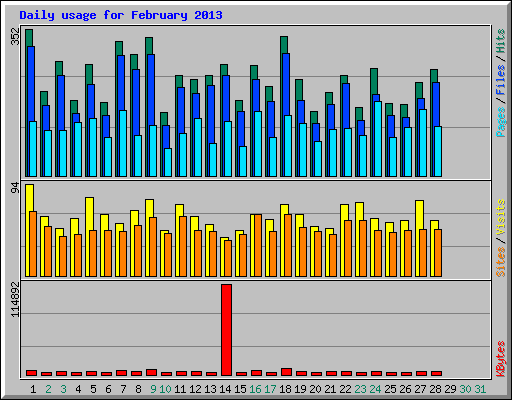 Daily usage for February 2013
352
Pages / Files / Hits
94
Sites / Visits
114892
KBytes
1 2 3 4 5 6 7 8 9 10 11 12 13 14 15 16 17 18 19 20 21 22 23 24 25 26 27 28 29 30 31